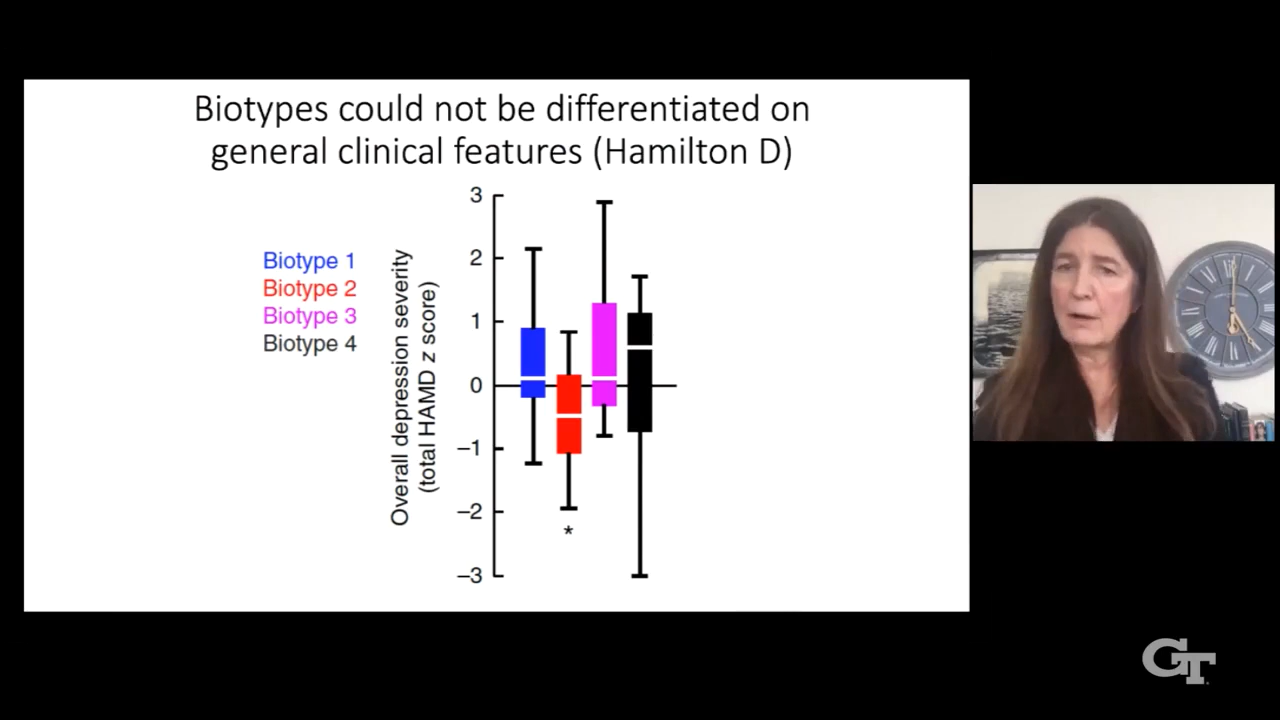 Biotypes could not be differentiated on
general clinical features (Hamilton D)
Biotype 1
Biotype 2
Biotype 3
Biotype 4
Overall depression severity
(total HAMD z score)
3
2
1
0
−1
−2
−3
*
GT